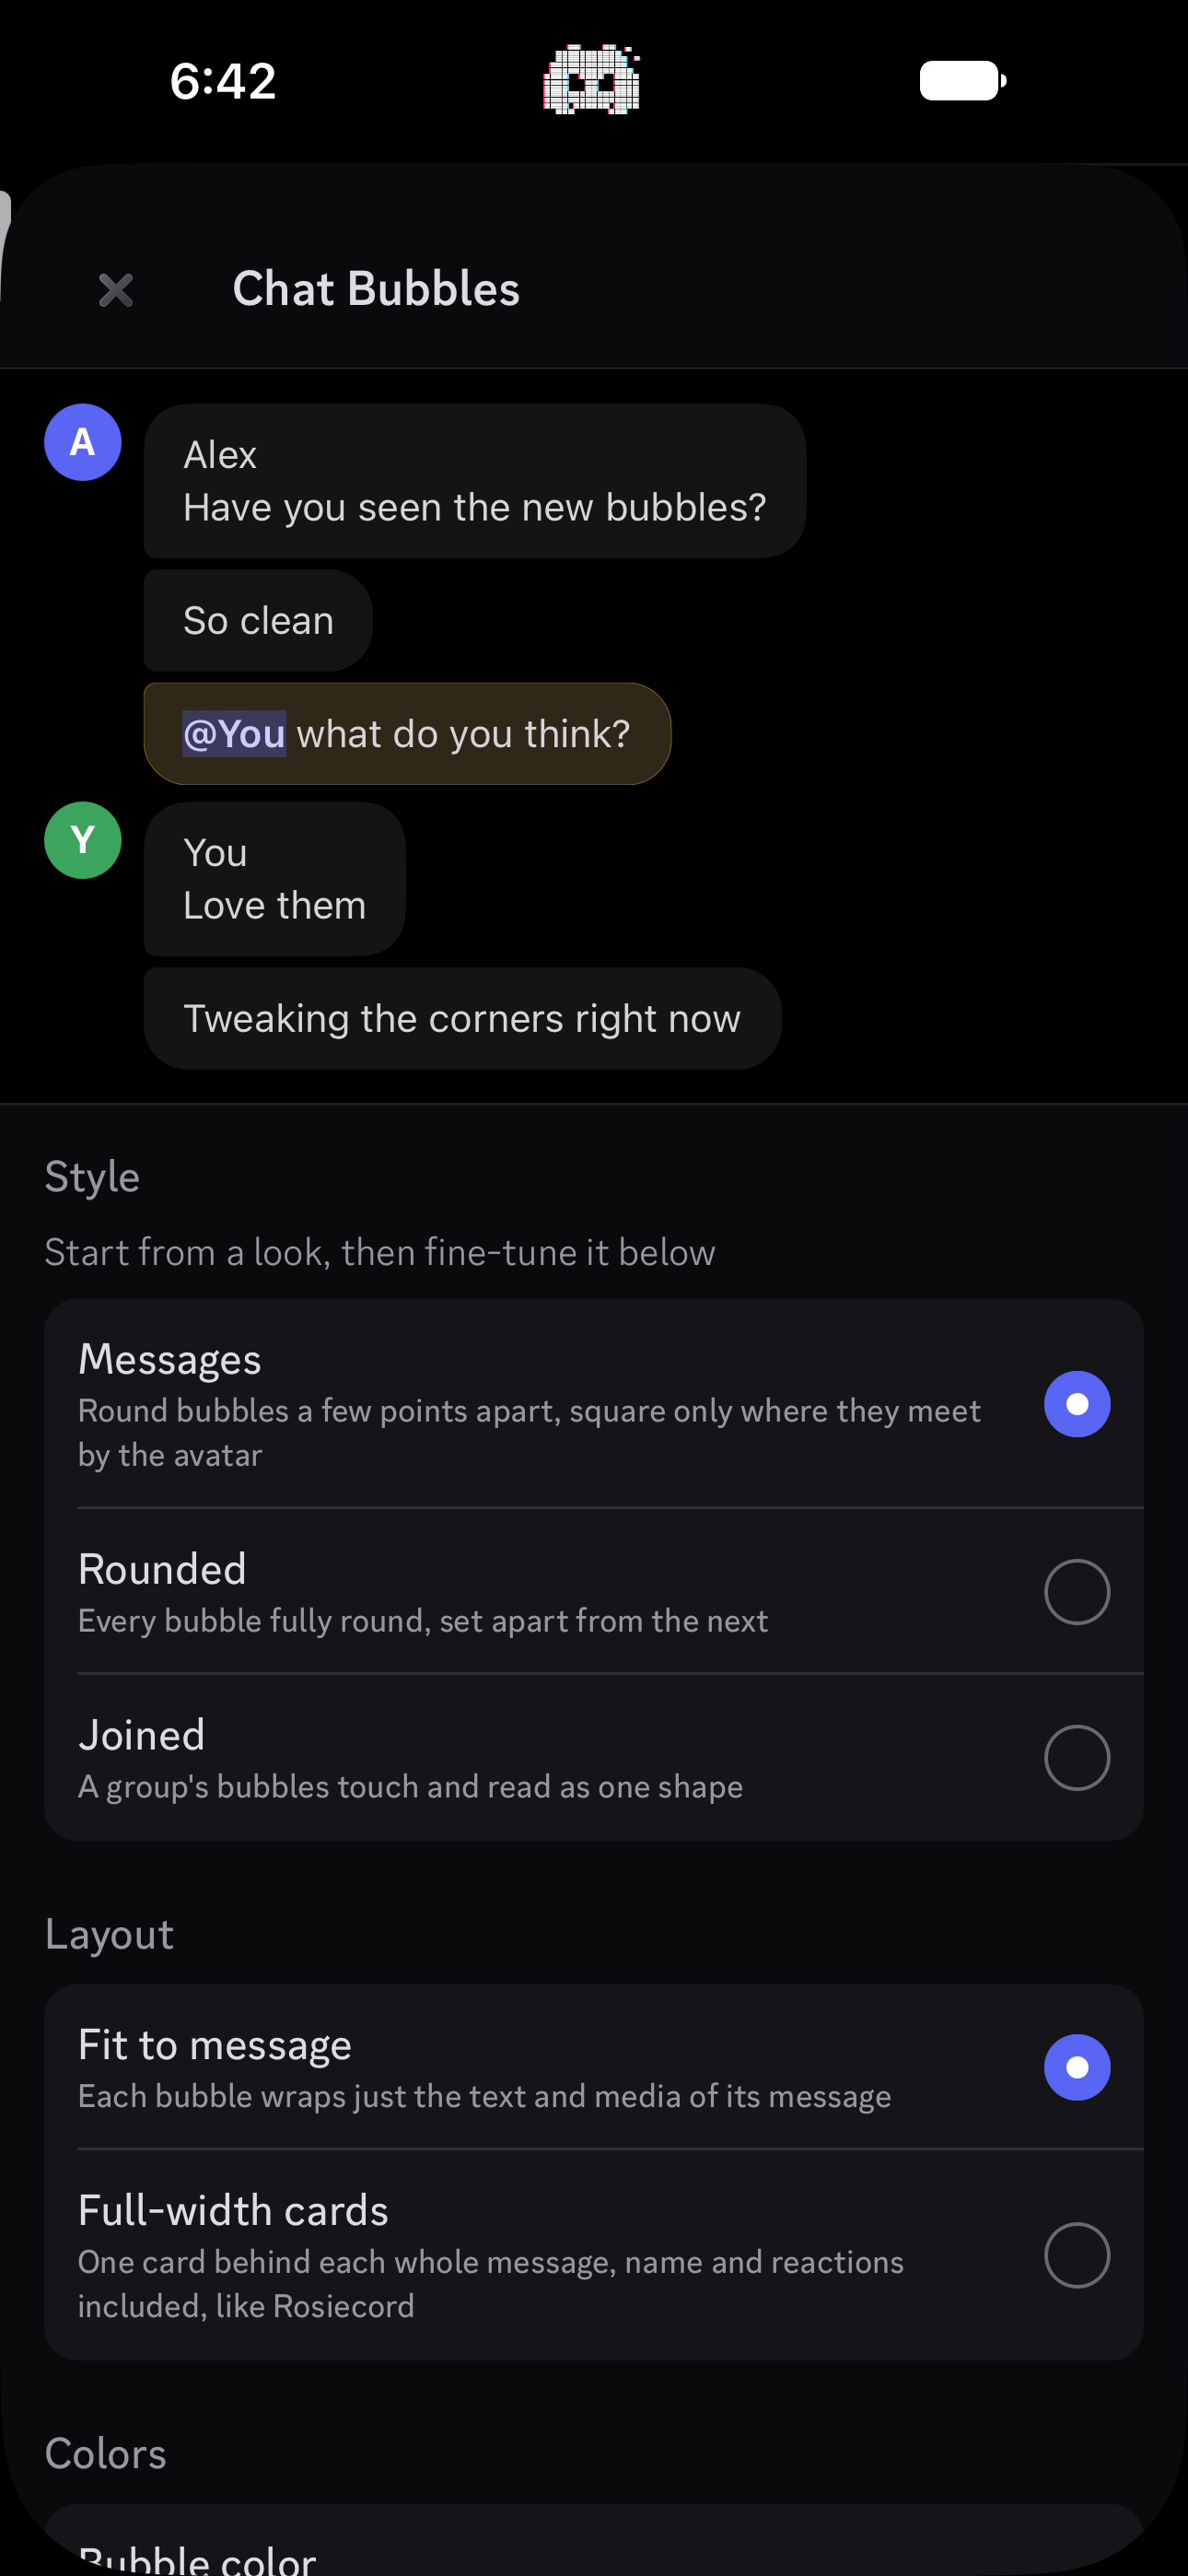 6:42
Chat Bubbles
A
Alex
Have you seen the new bubbles?
So clean
@You what do you think?
Y
You
Love them
Tweaking the corners right now
Style
Start from a look, then fine-tune it below
Messages
Round bubbles a few points apart, square only where they meet
by the avatar
Rounded
Every bubble fully round, set apart from the next
Joined
A group's bubbles touch and read as one shape
Layout
Fit to message
Each bubble wraps just the text and media of its message
Full-width cards
One card behind each whole message, name and reactions
included, like Rosiecord
Colors
Bubble color